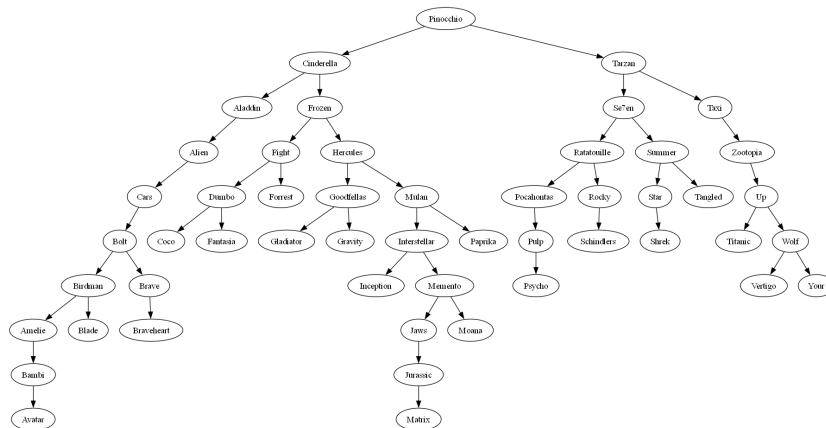 Pinocchio
Cinderella Tarzan
Aladdin Frozen Se7en Taxi
Alien Fight Hercules Ratatouille Summer Zootopia
Cars Dumbo Forrest Goodfellas Mulan Pocahontas Rocky Star Tangled Up
Bolt Coco Fantasia Gladiator Gravity Interstellar Paprika Pulp Schindlers Shrek Titanic Wolf
Birdman Brave Inception Memento Psycho Vertigo Your
Amelie Blade Braveheart Jaws Moana
Bambi Jurassic
Avatar Matrix